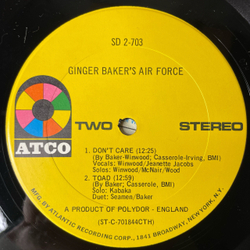 SD 2-703
GINGER BAKER'S AIR FORCE
ATCO
TWO
STEREO
1. DON'T CARE (12:25)
(By Baker-Winwood; Casserole-Irving, BMI)
Vocals: Winwood/Jeanette Jacobs
Solos: Winwood/McNair/Wood
2. TOAD (12:59)
(By Baker; Casserole, BMI)
Solo: Kabaka
Duet: Seamen/Baker
A PRODUCT OF POLYDOR - ENGLAND
(ST-C-701844CTH)
MFG. BY ATLANTIC RECORDING CORP., 1841 BROADWAY, NEW YORK, N.Y.